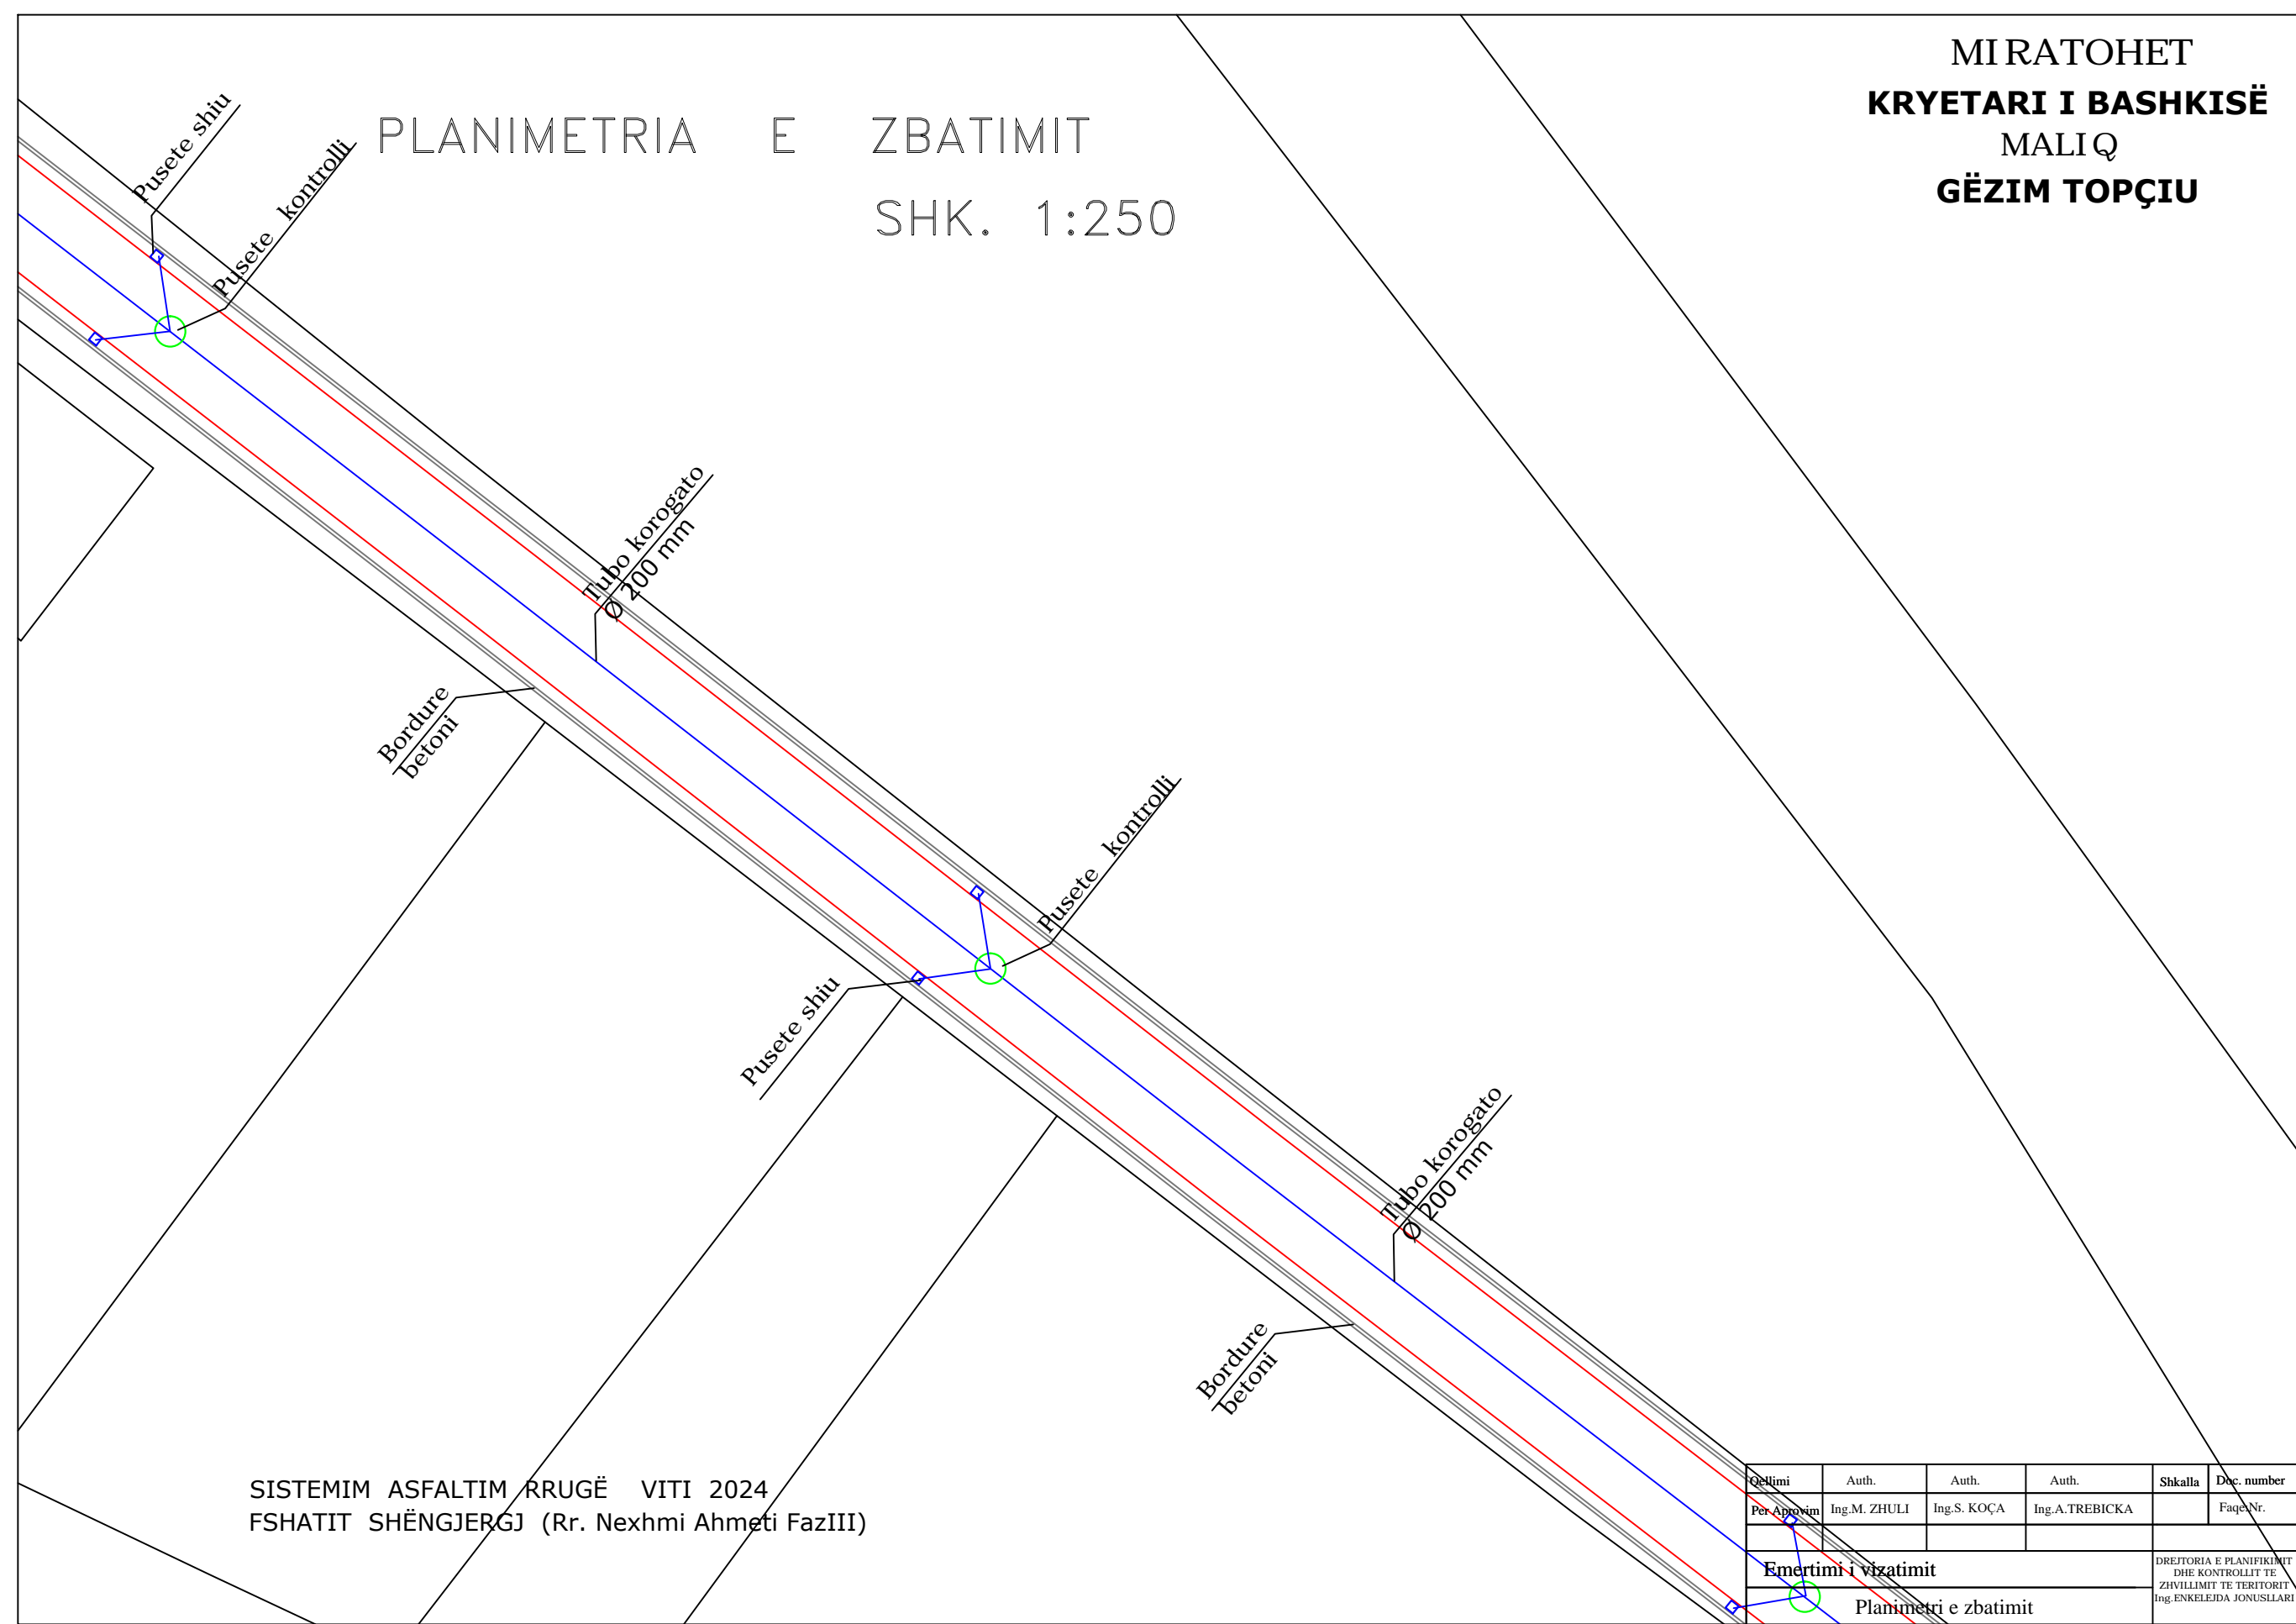 MIRATOHET
KRYETARI I BASHKISË
MALIQ
GËZIM TOPÇIU
PLANIMETRIA E ZBATIMIT
SHK. 1:250
Pusete shiu
Pusete kontrolli
Tubo korogato
Ø 200 mm
Bordure
betoni
Pusete kontrolli
Pusete shiu
Tubo korogato
Ø 200 mm
Bordure
betoni
SISTEMIM ASFALTIM RRUGË VITI 2024
FSHATIT SHËNGJERGJ (Rr. Nexhmi Ahmeti FazIII)
Qellimi Auth. Auth. Auth. Shkalla Doc. number
Per Aprovim Ing.M. ZHULI Ing.S. KOÇA Ing.A.TREBICKA Faqe.Nr.
Emertimi i vizatimit
Planimetri e zbatimit
DREJTORIA E PLANIFIKIMIT
DHE KONTROLLIT TE
ZHVILLIMIT TE TERITORIT
Ing.ENKELEJDA JONUSLLARI